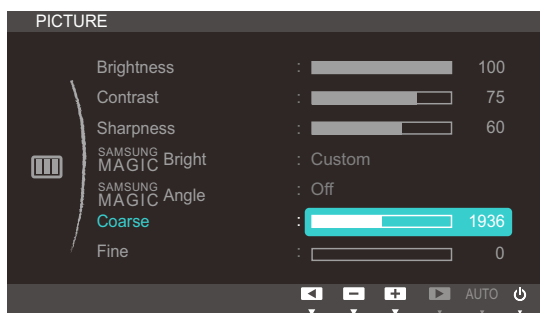 PICTURE
Brightness : 100
Contrast : 75
Sharpness : 60
SAMSUNG MAGIC Bright : Custom
SAMSUNG MAGIC Angle : Off
Coarse : 1936
Fine : 0
AUTO